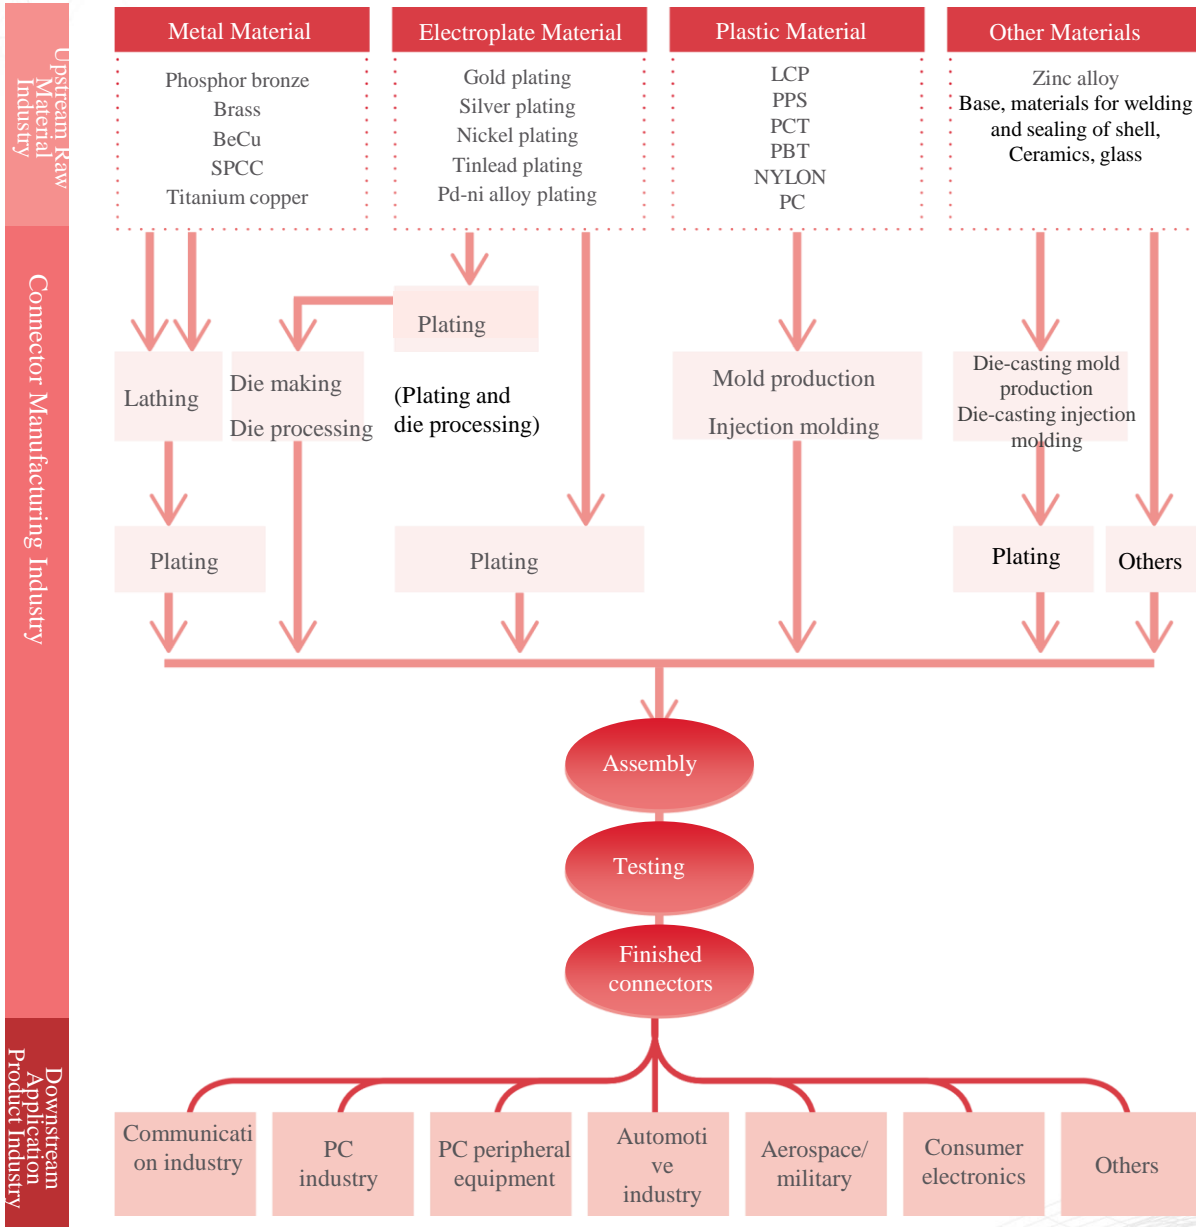 Upstream Raw
Material
Industry
Metal Material
Phosphor bronze
Brass
BeCu
SPCC
Titanium copper
Electroplate Material
Gold plating
Silver plating
Nickel plating
Tinlead plating
Pd-ni alloy plating
Plastic Material
LCP
PPS
PCT
PBT
NYLON
PC
Other Materials
Zinc alloy
Base, materials for welding
and sealing of shell,
Ceramics, glass
Connector Manufacturing Industry
Lathing
Die making
Die processing
Plating
(Plating and
die processing)
Mold production
Injection molding
Die-casting mold
production
Die-casting injection
molding
Plating
Plating
Plating
Others
Assembly
Testing
Finished
connectors
Downstream
Application
Product Industry
Communicati
on industry
PC
industry
PC peripheral
equipment
Automoti
ve
industry
Aerospace/
military
Consumer
electronics
Others